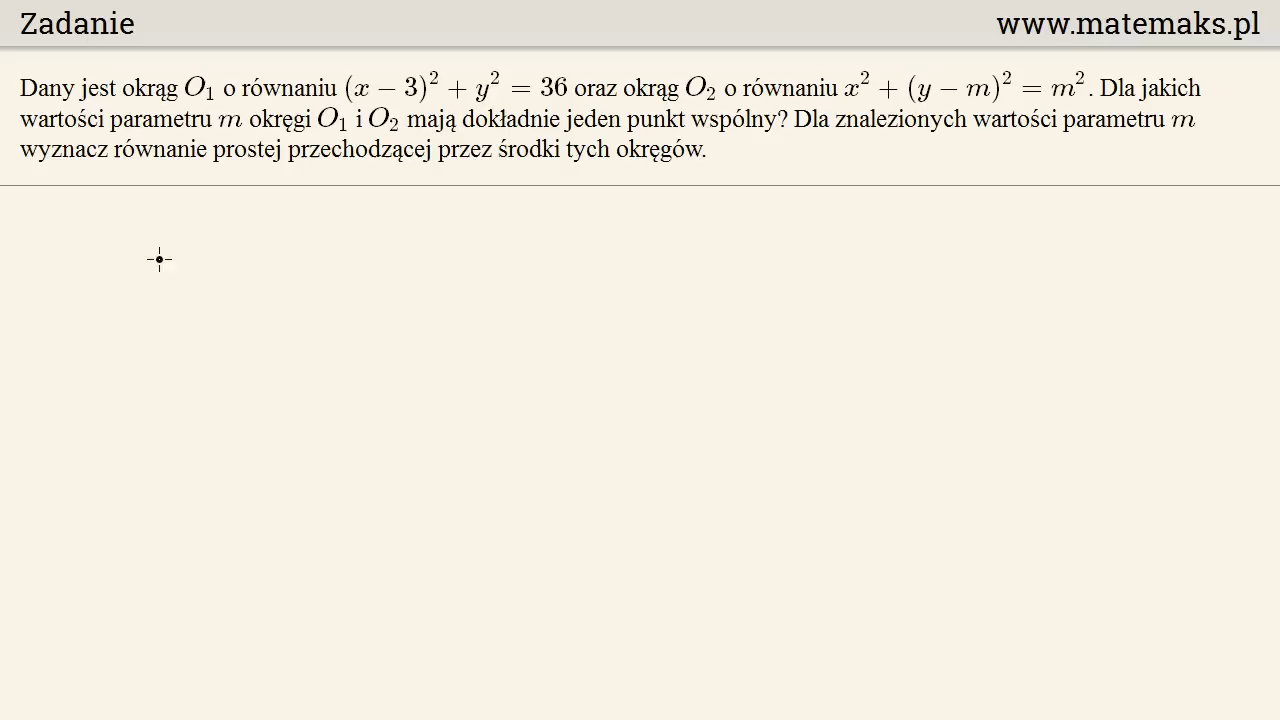 Zadanie www.matemaks.pl
Dany jest okrąg O₁ o równaniu (x − 3)² + y² = 36 oraz okrąg O₂ o równaniu x² + (y − m)² = m². Dla jakich
wartości parametru m okręgi O₁ i O₂ mają dokładnie jeden punkt wspólny? Dla znalezionych wartości parametru m
wyznacz równanie prostej przechodzącej przez środki tych okręgów.